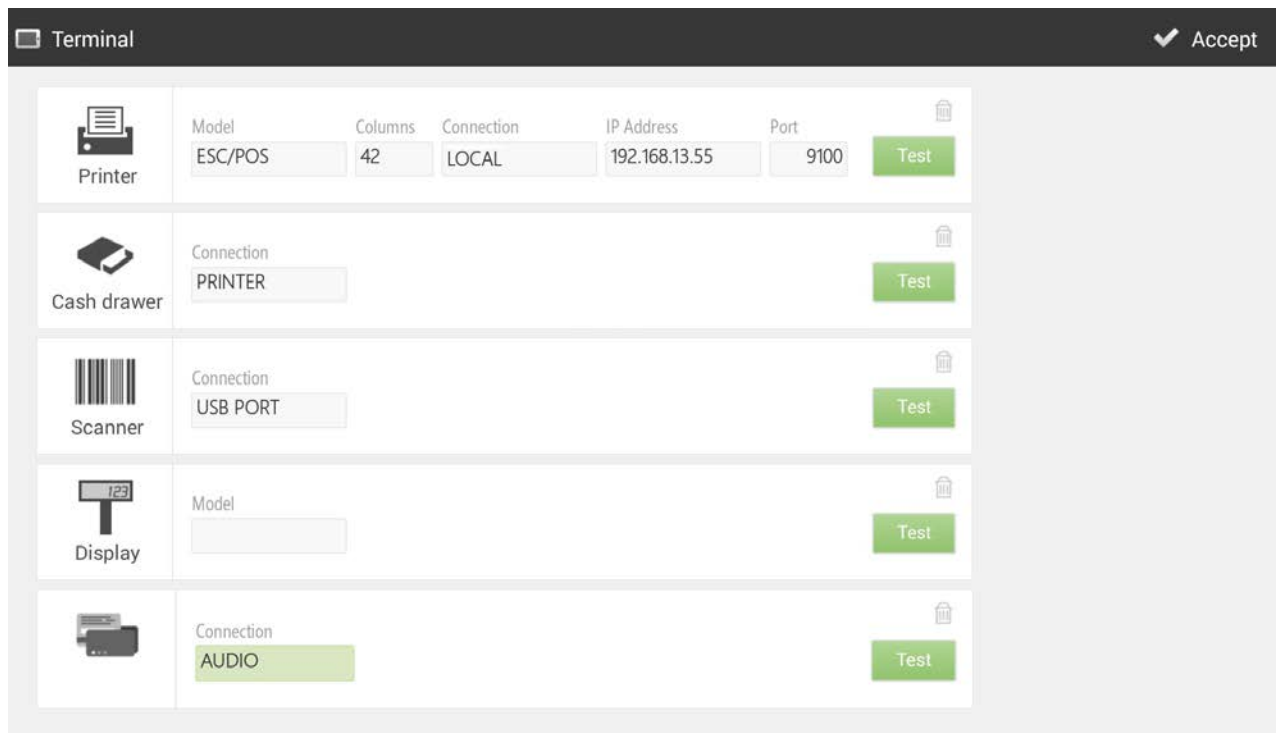 Terminal
Accept
Model Columns Connection IP Address Port
ESC/POS 42 LOCAL 192.168.13.55 9100 Test
Printer
Connection
PRINTER Test
Cash drawer
Connection
USB PORT Test
Scanner
123
Model
Test
Display
Connection
AUDIO Test